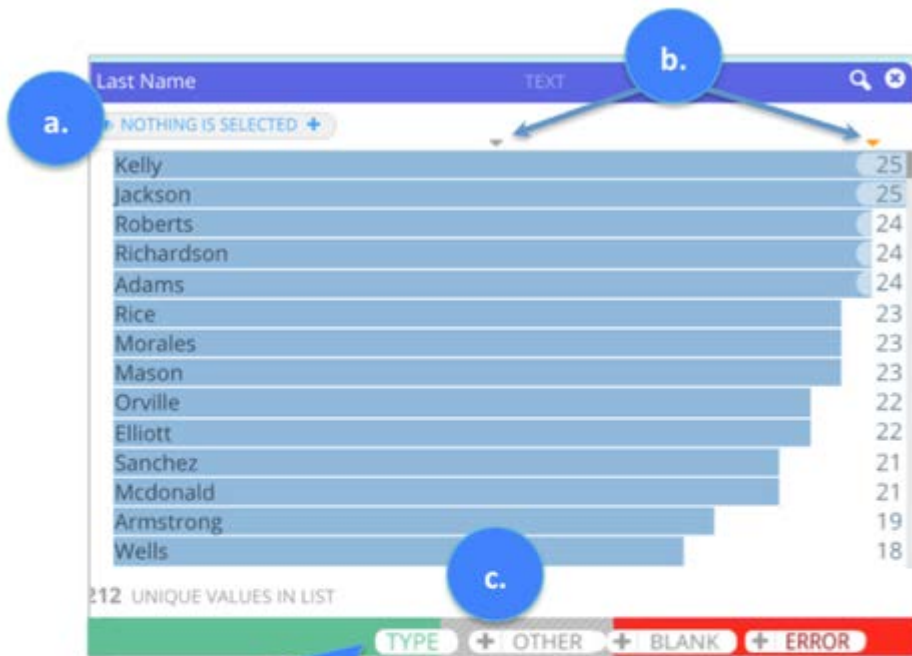 b.
Last Name TEXT
a.
NOTHING IS SELECTED +
Kelly 25
Jackson 25
Roberts 24
Richardson 24
Adams 24
Rice 23
Morales 23
Mason 23
Orville 22
Elliott 22
Sanchez 21
Mcdonald 21
Armstrong 19
Wells 18
c.
212 UNIQUE VALUES IN LIST
TYPE + OTHER + BLANK + ERROR